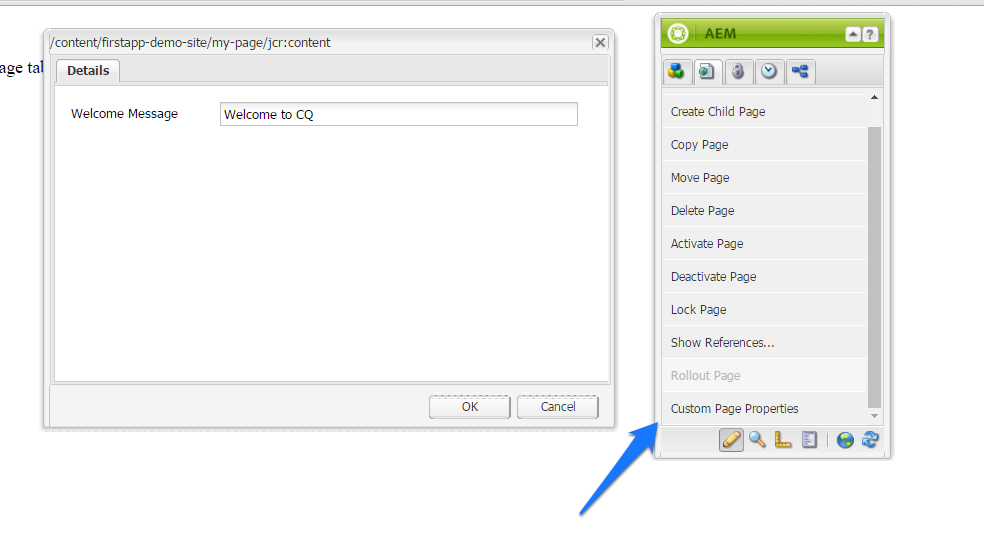 /content/firstapp-demo-site/my-page/jcr:content
age tal
Details
Welcome Message
Welcome to CQ
OK
Cancel
AEM
?
Create Child Page
Copy Page
Move Page
Delete Page
Activate Page
Deactivate Page
Lock Page
Show References...
Rollout Page
Custom Page Properties